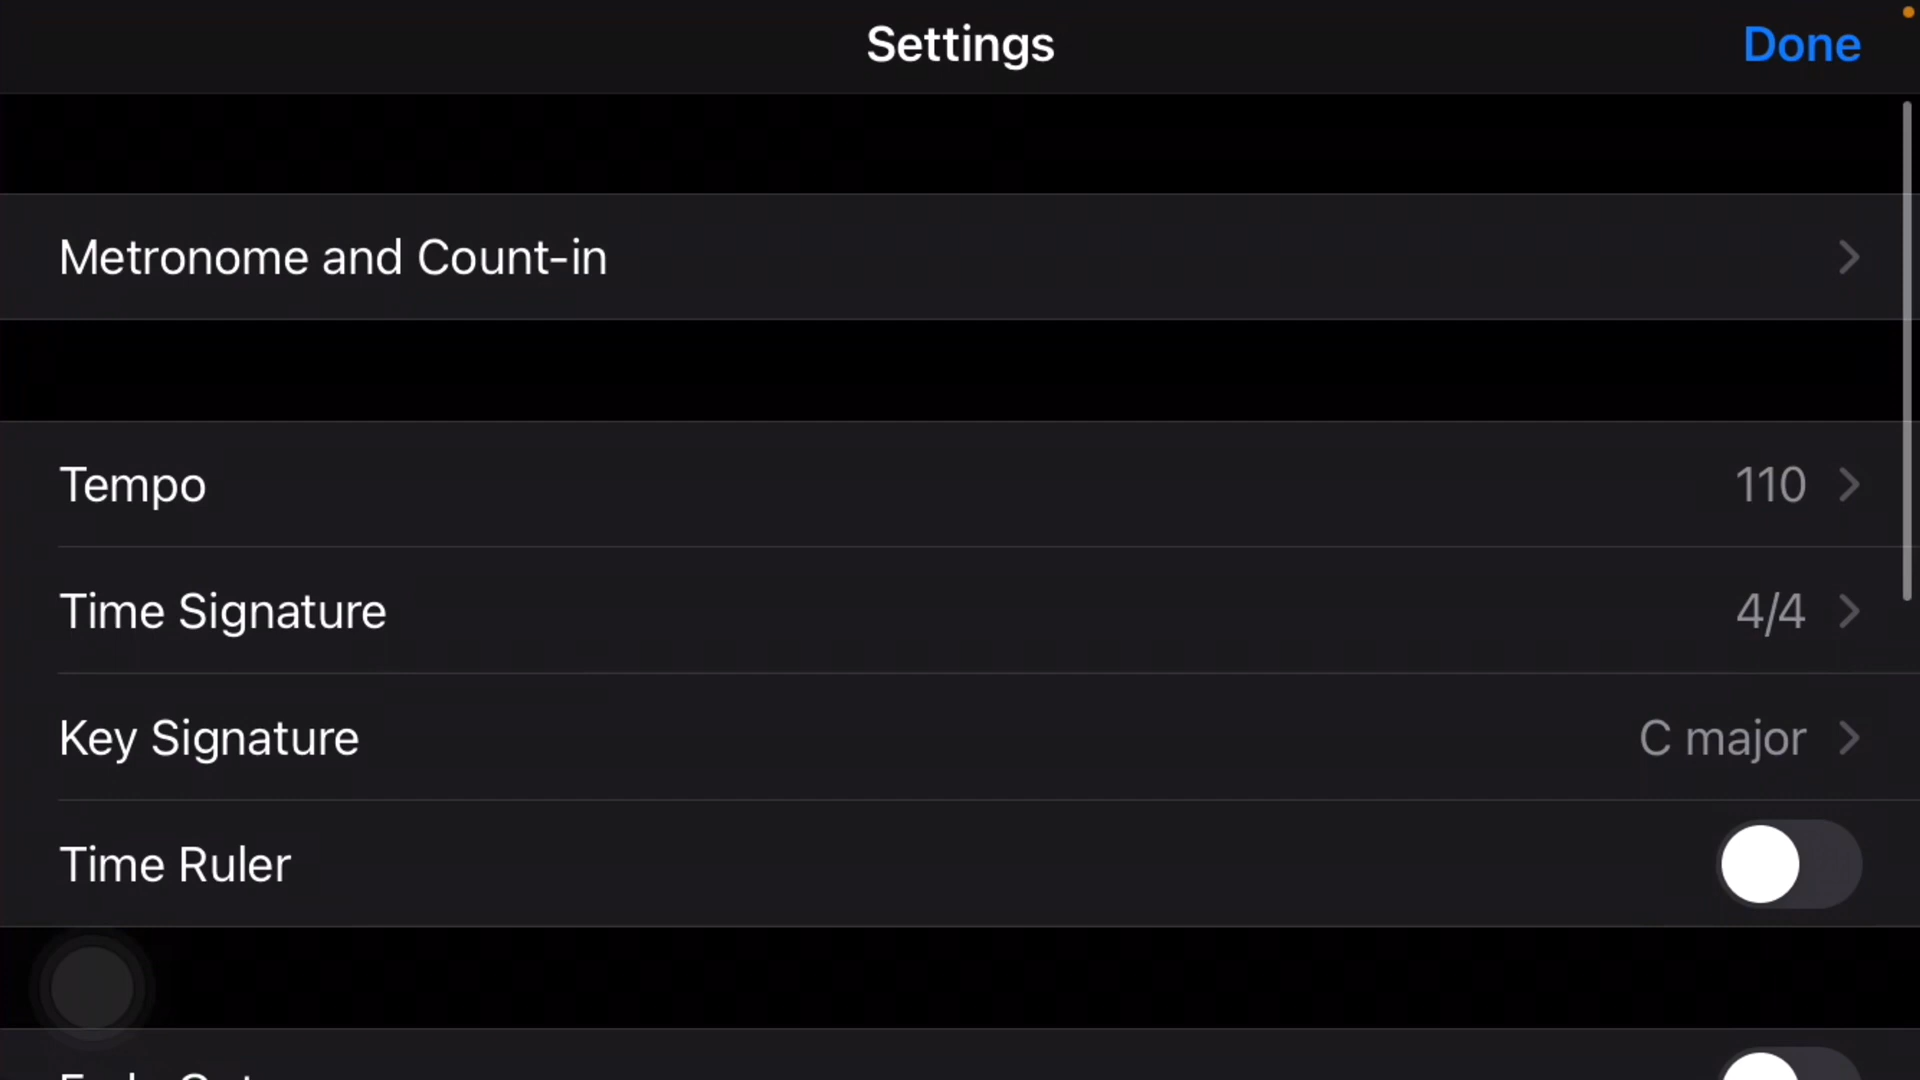 Settings
Done
Metronome and Count-in
Tempo
110
Time Signature
4/4
Key Signature
C major
Time Ruler